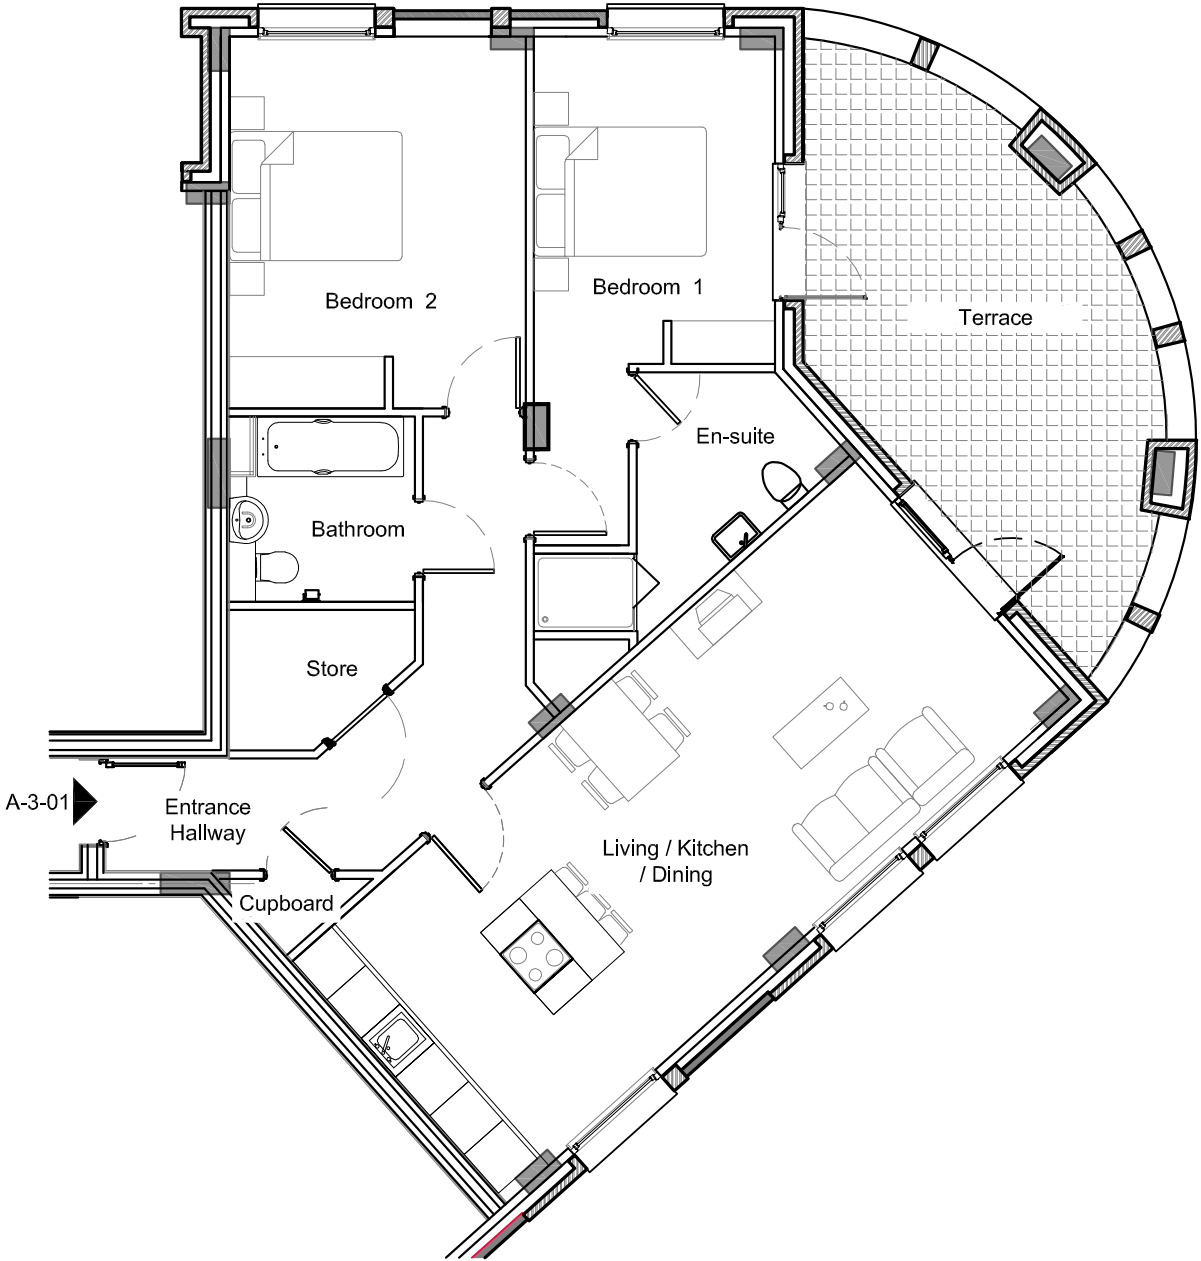 Bedroom 2
Bedroom 1
Terrace
En-suite
Bathroom
Store
A-3-01
Entrance
Hallway
Living / Kitchen
/ Dining
Cupboard